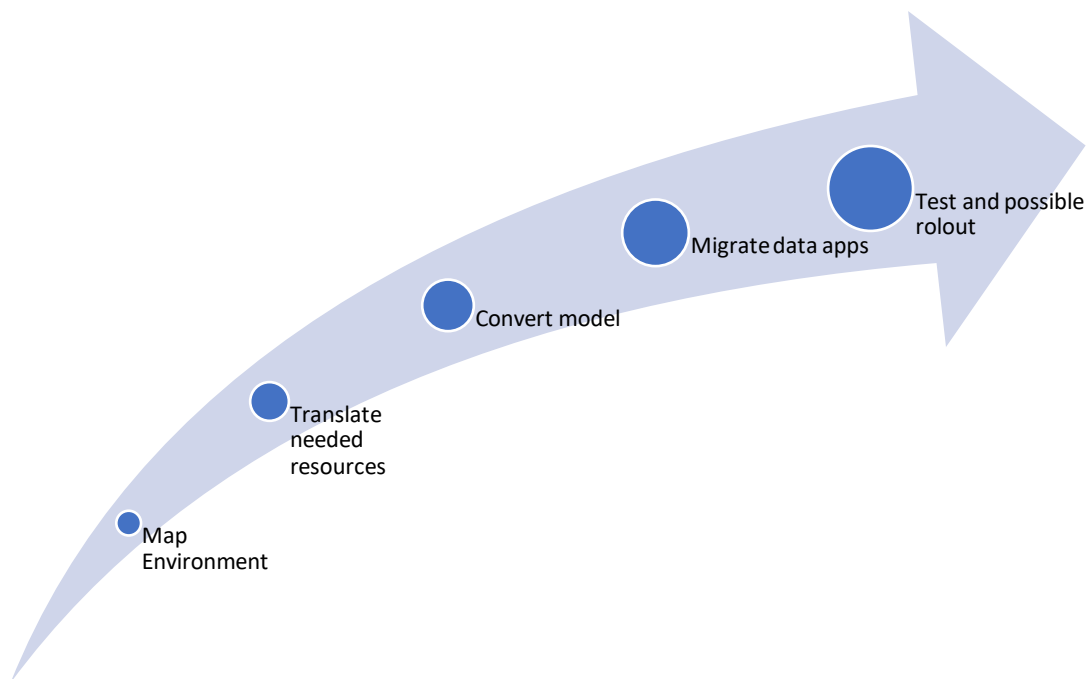 Map
Environment
Translate
needed
resources
Convert model
Migrate data apps
Test and possible
rolout